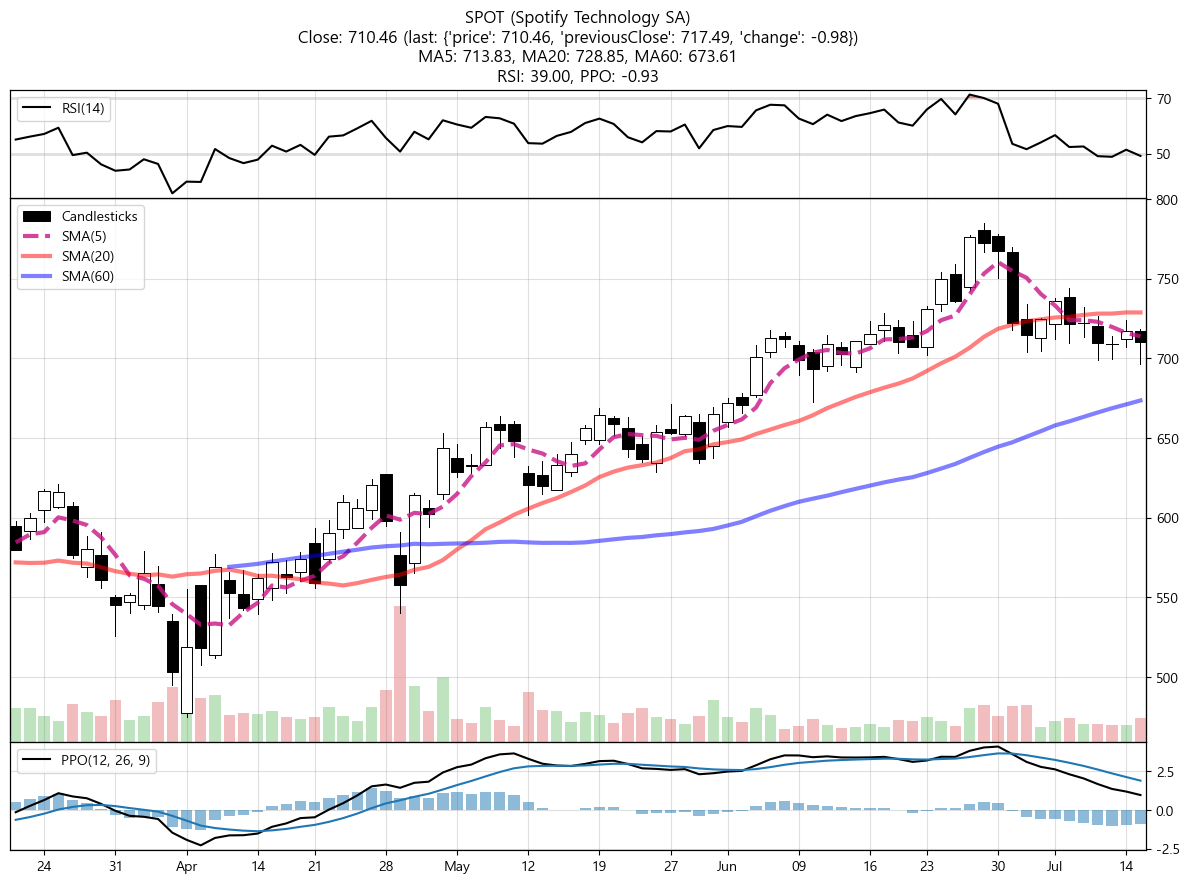 SPOT (Spotify Technology SA)
Close: 710.46 (last: {'price': 710.46, 'previousClose': 717.49, 'change': -0.98})
MA5: 713.83, MA20: 728.85, MA60: 673.61
RSI: 39.00, PPO: -0.93
RSI(14)
70
50
800
Candlesticks
SMA(5)
SMA(20)
SMA(60)
750
700
650
600
550
500
PPO(12, 26, 9)
2.5
0.0
-2.5
24 31 Apr 14 21 28 May 12 19 27 Jun 09 16 23 30 Jul 14